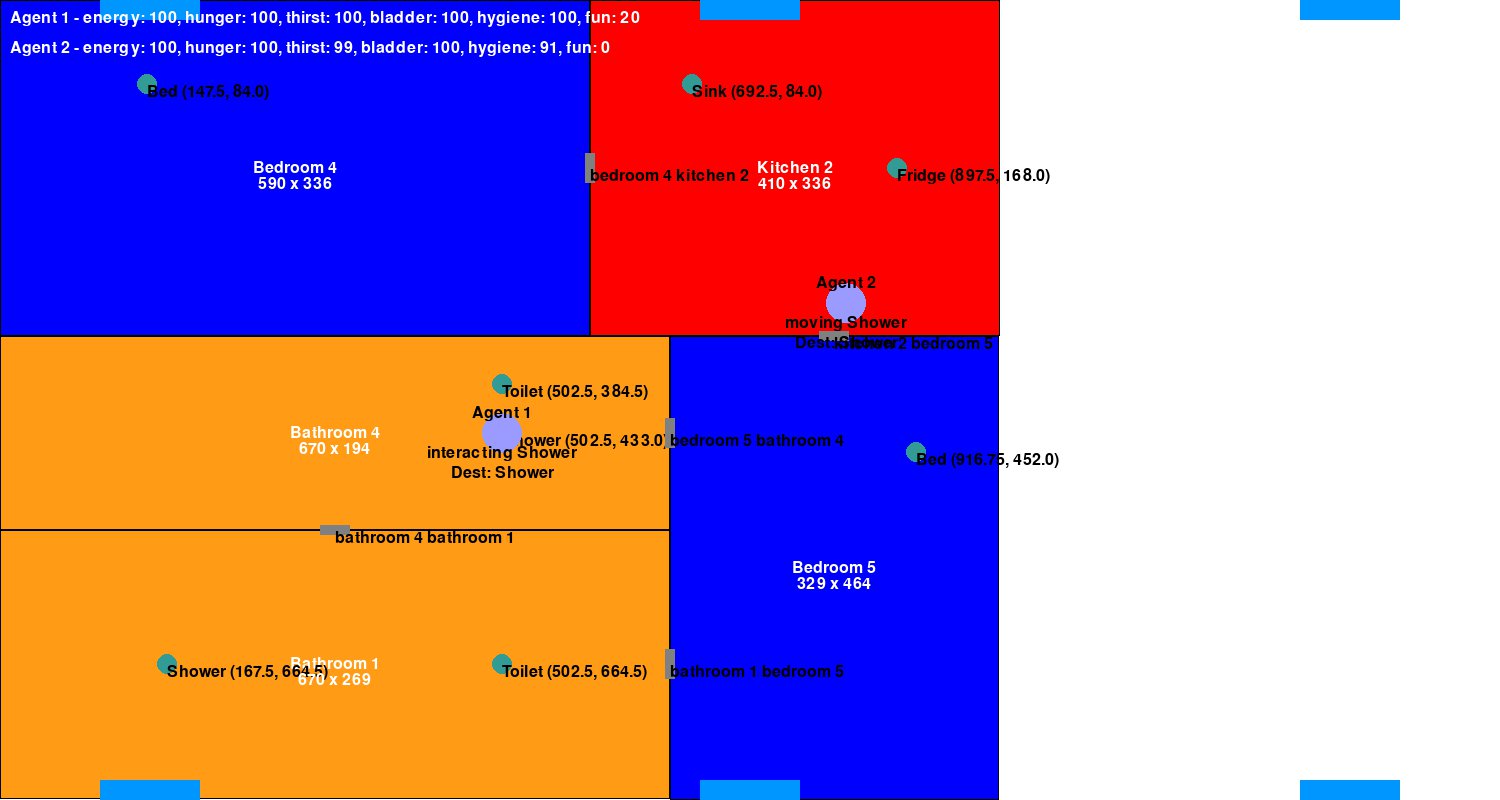 Agent 1 - energy: 100, hunger: 100, thirst: 100, bladder: 100, hygiene: 100, fun: 20
Agent 2 - energy: 100, hunger: 100, thirst: 99, bladder: 100, hygiene: 91, fun: 0
Bed (147.5, 84.0)
Sink (692.5, 84.0)
Bedroom 4
590 x 336
bedroom 4 kitchen 2
Kitchen 2
410 x 336
Fridge (897.5, 168.0)
Agent 2
moving Shower
Dest: Shower
kitchen 2 bedroom 5
Toilet (502.5, 384.5)
Agent 1
Bathroom 4
670 x 194
(502.5, 433.0)
bedroom 5 bathroom 4
interacting Shower
Dest: Shower
Bed (916.75, 452.0)
bathroom 4 bathroom 1
Bedroom 5
329 x 464
Shower (167.5, 664.5)
Bathroom 1
670 x 269
Toilet (502.5, 664.5)
bathroom 1 bedroom 5